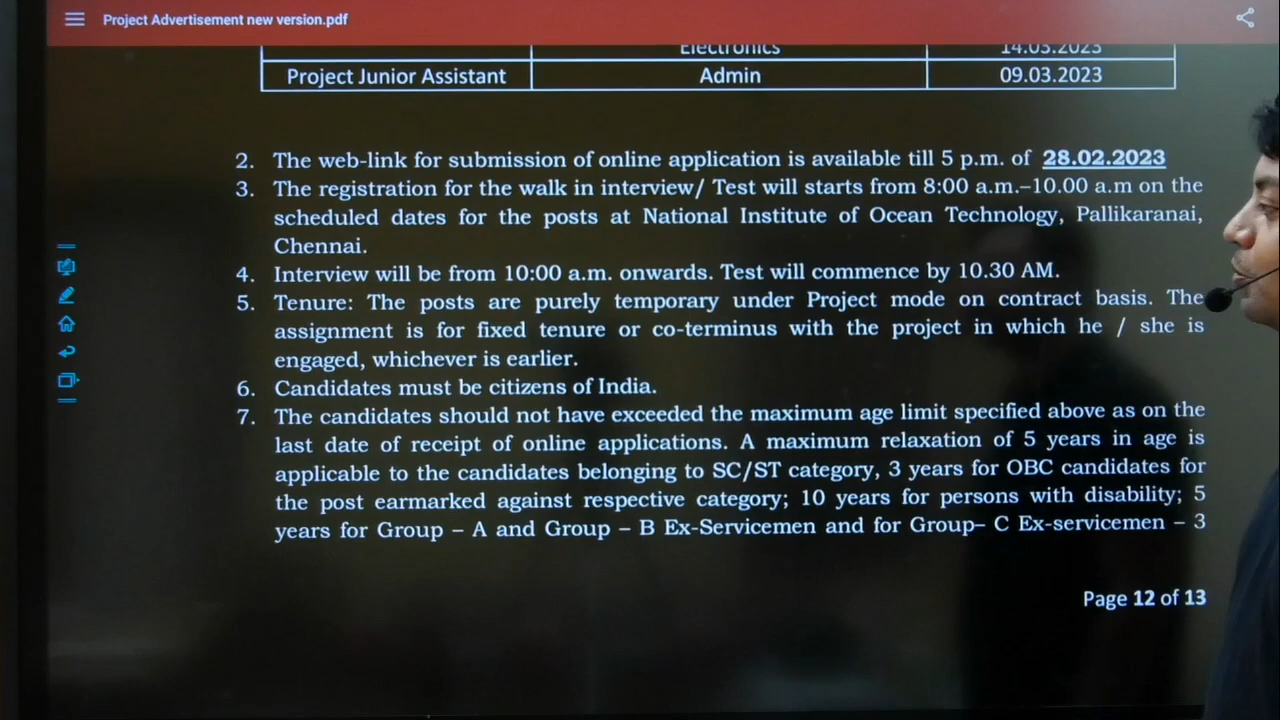 Project Advertisement new version.pdf
Electronics 14.03.2023
Project Junior Assistant Admin 09.03.2023
2. The web-link for submission of online application is available till 5 p.m. of 28.02.2023
3. The registration for the walk in interview/ Test will starts from 8:00 a.m.–10.00 a.m on the
scheduled dates for the posts at National Institute of Ocean Technology, Pallikaranai,
Chennai.
4. Interview will be from 10:00 a.m. onwards. Test will commence by 10.30 AM.
5. Tenure: The posts are purely temporary under Project mode on contract basis. The
assignment is for fixed tenure or co-terminus with the project in which he / she is
engaged, whichever is earlier.
6. Candidates must be citizens of India.
7. The candidates should not have exceeded the maximum age limit specified above as on the
last date of receipt of online applications. A maximum relaxation of 5 years in age is
applicable to the candidates belonging to SC/ST category, 3 years for OBC candidates for
the post earmarked against respective category; 10 years for persons with disability; 5
years for Group – A and Group – B Ex-Servicemen and for Group– C Ex-servicemen – 3
Page 12 of 13